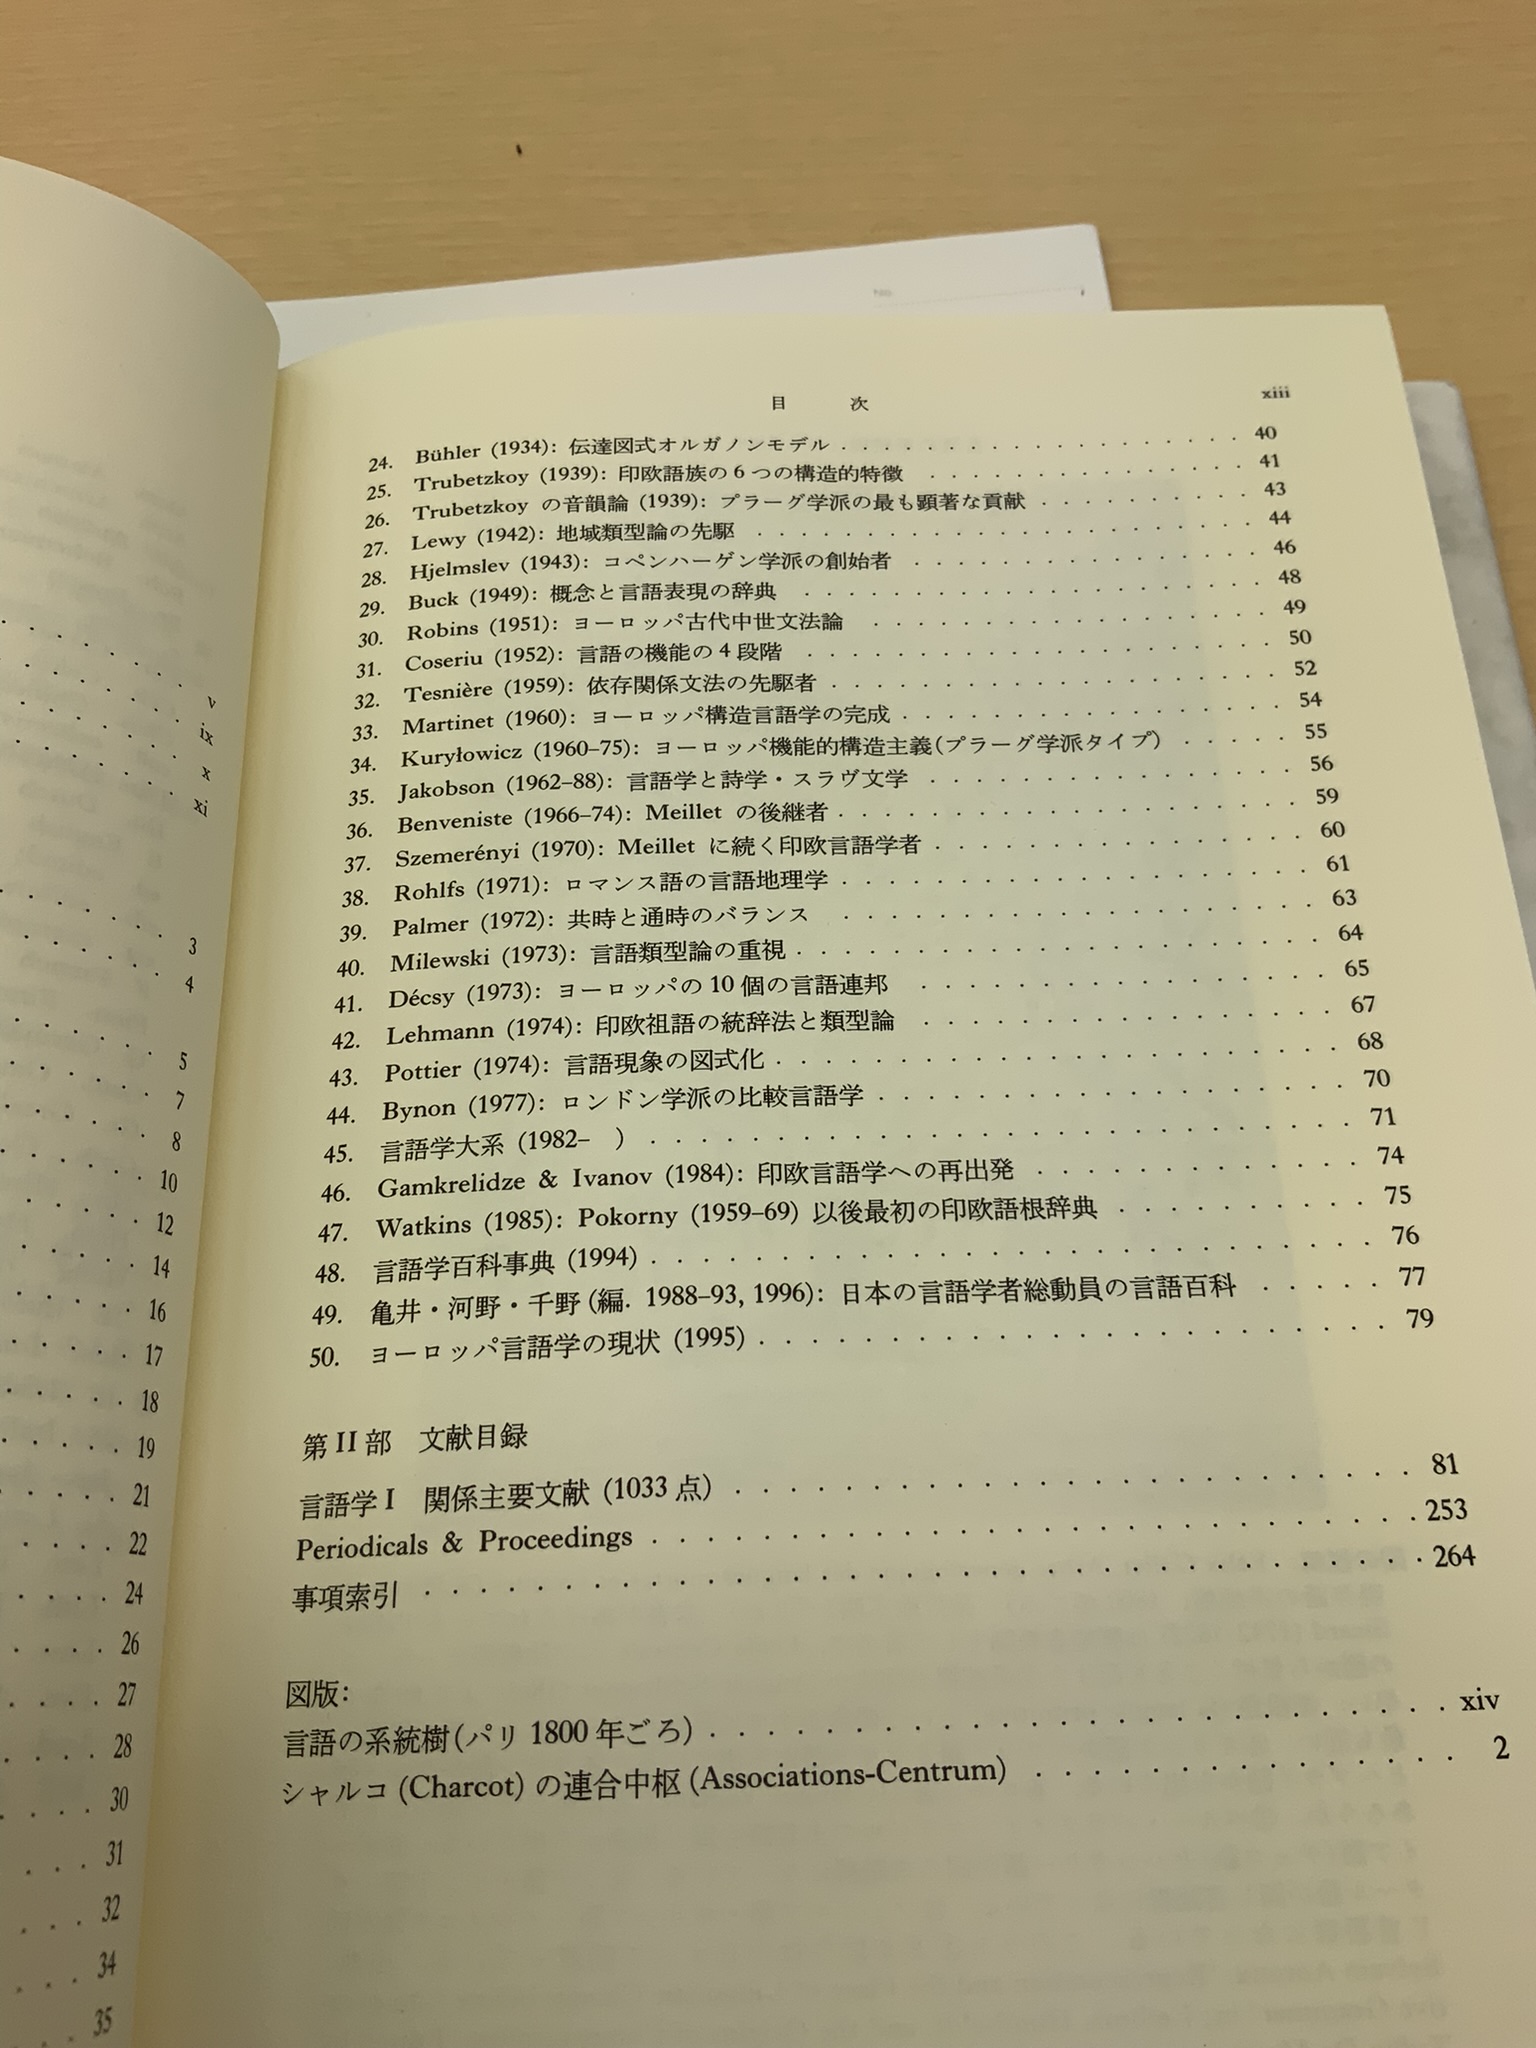 v
ix
x
xi
3
4
5
7
8
10
12
14
16
17
18
19
21
22
24
26
27
28
30
31
32
34
35
目 次 xiii
24. Bühler (1934): 伝達図式オルガノンモデル 40
25. Trubetzkoy (1939): 印欧語族の6つの構造的特徴 41
26. Trubetzkoy の音韻論 (1939): プラーグ学派の最も顕著な貢献 43
27. Lewy (1942): 地域類型論の先駆 44
28. Hjelmslev (1943): コペンハーゲン学派の創始者 46
29. Buck (1949): 概念と言語表現の辞典 48
30. Robins (1951): ヨーロッパ古代中世文法論 49
31. Coseriu (1952): 言語の機能の4段階 50
32. Tesnière (1959): 依存関係文法の先駆者 52
33. Martinet (1960): ヨーロッパ構造言語学の完成 54
34. Kuryłowicz (1960–75): ヨーロッパ機能的構造主義(プラーグ学派タイプ) 55
35. Jakobson (1962–88): 言語学と詩学・スラヴ文学 56
36. Benveniste (1966–74): Meillet の後継者 59
37. Szemerényi (1970): Meillet に続く印欧言語学者 60
38. Rohlfs (1971): ロマンス語の言語地理学 61
39. Palmer (1972): 共時と通時のバランス 63
40. Milewski (1973): 言語類型論の重視 64
41. Décsy (1973): ヨーロッパの10個の言語連邦 65
42. Lehmann (1974): 印欧祖語の統辞法と類型論 67
43. Pottier (1974): 言語現象の図式化 68
44. Bynon (1977): ロンドン学派の比較言語学 70
45. 言語学大系 (1982– ) 71
46. Gamkrelidze & Ivanov (1984): 印欧言語学への再出発 74
47. Watkins (1985): Pokorny (1959–69) 以後最初の印欧語根辞典 75
48. 言語学百科事典 (1994) 76
49. 亀井・河野・千野(編. 1988–93, 1996): 日本の言語学者総動員の言語百科 77
50. ヨーロッパ言語学の現状 (1995) 79
第II部 文献目録
言語学I 関係主要文献 (1033点) 81
Periodicals & Proceedings 253
事項索引 264
図版:
言語の系統樹(パリ 1800年ごろ) xiv
シャルコ (Charcot) の連合中枢 (Associations-Centrum) 2